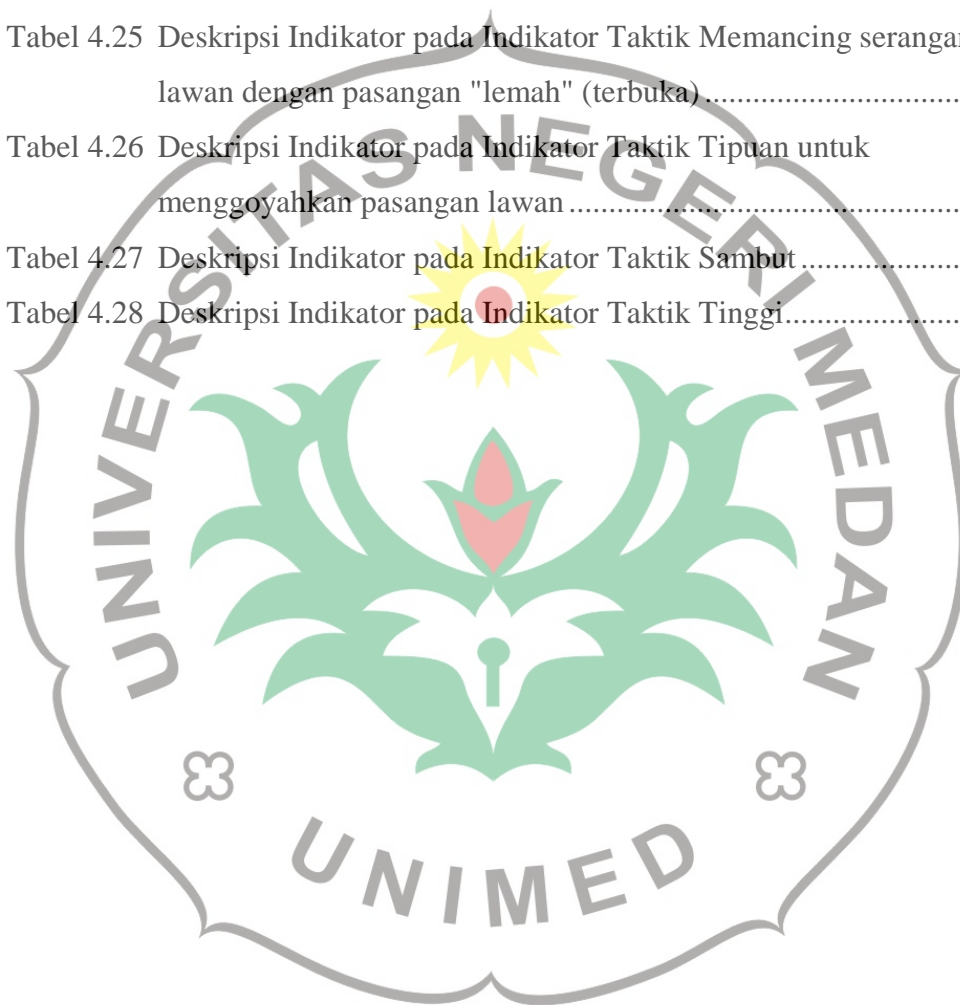 Tabel 4.25 Deskripsi Indikator pada Indikator Taktik Memancing serangan
lawan dengan pasangan "lemah" (terbuka) ..............................
Tabel 4.26 Deskripsi Indikator pada Indikator Taktik Tipuan untuk
menggoyahkan pasangan lawan ..............................................
Tabel 4.27 Deskripsi Indikator pada Indikator Taktik Sambut ...................
Tabel 4.28 Deskripsi Indikator pada Indikator Taktik Tinggi.....................
UNIVERSITAS NEGERI MEDAN
UNIMED